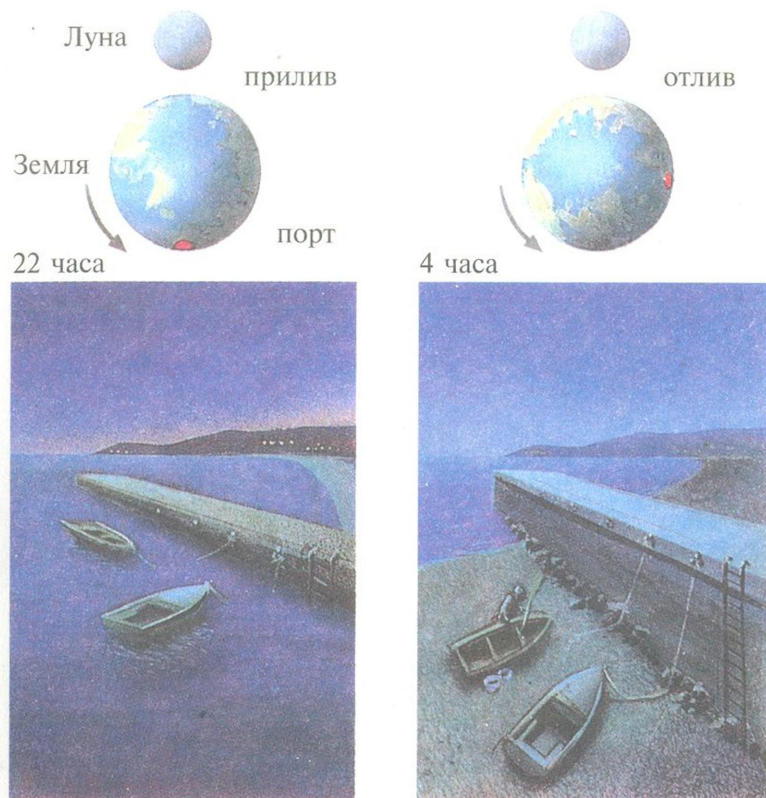 Луна
прилив
Земля
порт
22 часа
отлив
4 часа